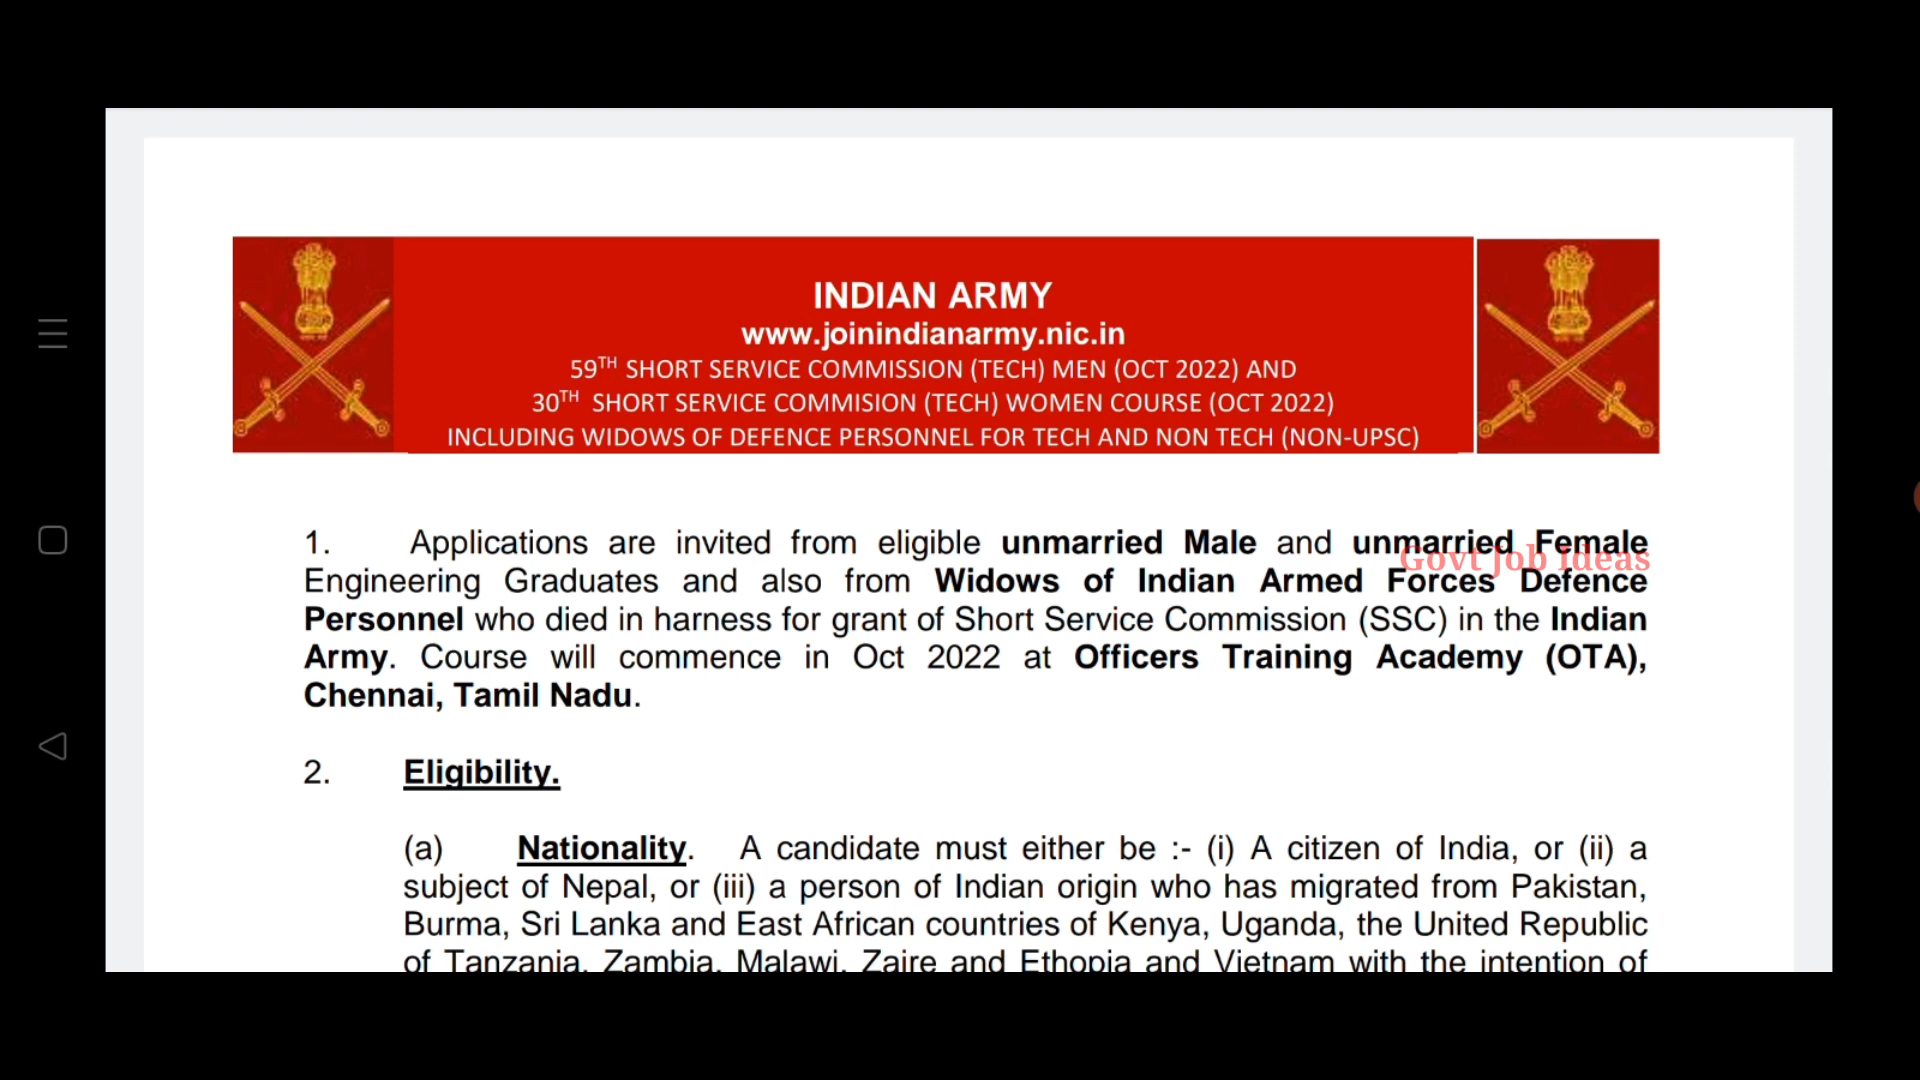 INDIAN ARMY
www.joinindianarmy.nic.in
59TH SHORT SERVICE COMMISSION (TECH) MEN (OCT 2022) AND
30TH SHORT SERVICE COMMISION (TECH) WOMEN COURSE (OCT 2022)
INCLUDING WIDOWS OF DEFENCE PERSONNEL FOR TECH AND NON TECH (NON-UPSC)
1. Applications are invited from eligible unmarried Male and unmarried Female
Govt Job Ideas
Engineering Graduates and also from Widows of Indian Armed Forces Defence
Personnel who died in harness for grant of Short Service Commission (SSC) in the Indian
Army. Course will commence in Oct 2022 at Officers Training Academy (OTA),
Chennai, Tamil Nadu.
2. Eligibility.
(a) Nationality. A candidate must either be :- (i) A citizen of India, or (ii) a
subject of Nepal, or (iii) a person of Indian origin who has migrated from Pakistan,
Burma, Sri Lanka and East African countries of Kenya, Uganda, the United Republic
of Tanzania, Zambia, Malawi, Zaire and Ethopia and Vietnam with the intention of